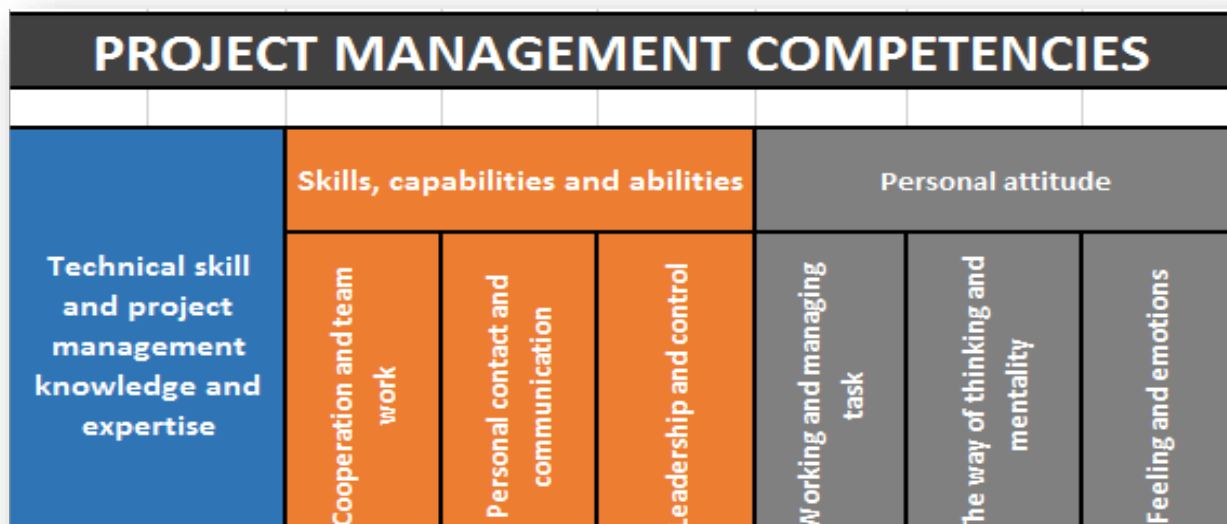 PROJECT MANAGEMENT COMPETENCIES
Skills, capabilities and abilities
Personal attitude
Technical skill
and project
management
knowledge and
expertise
Cooperation and team
work
Personal contact and
communication
Leadership and control
Working and managing
task
The way of thinking and
mentality
Feeling and emotions